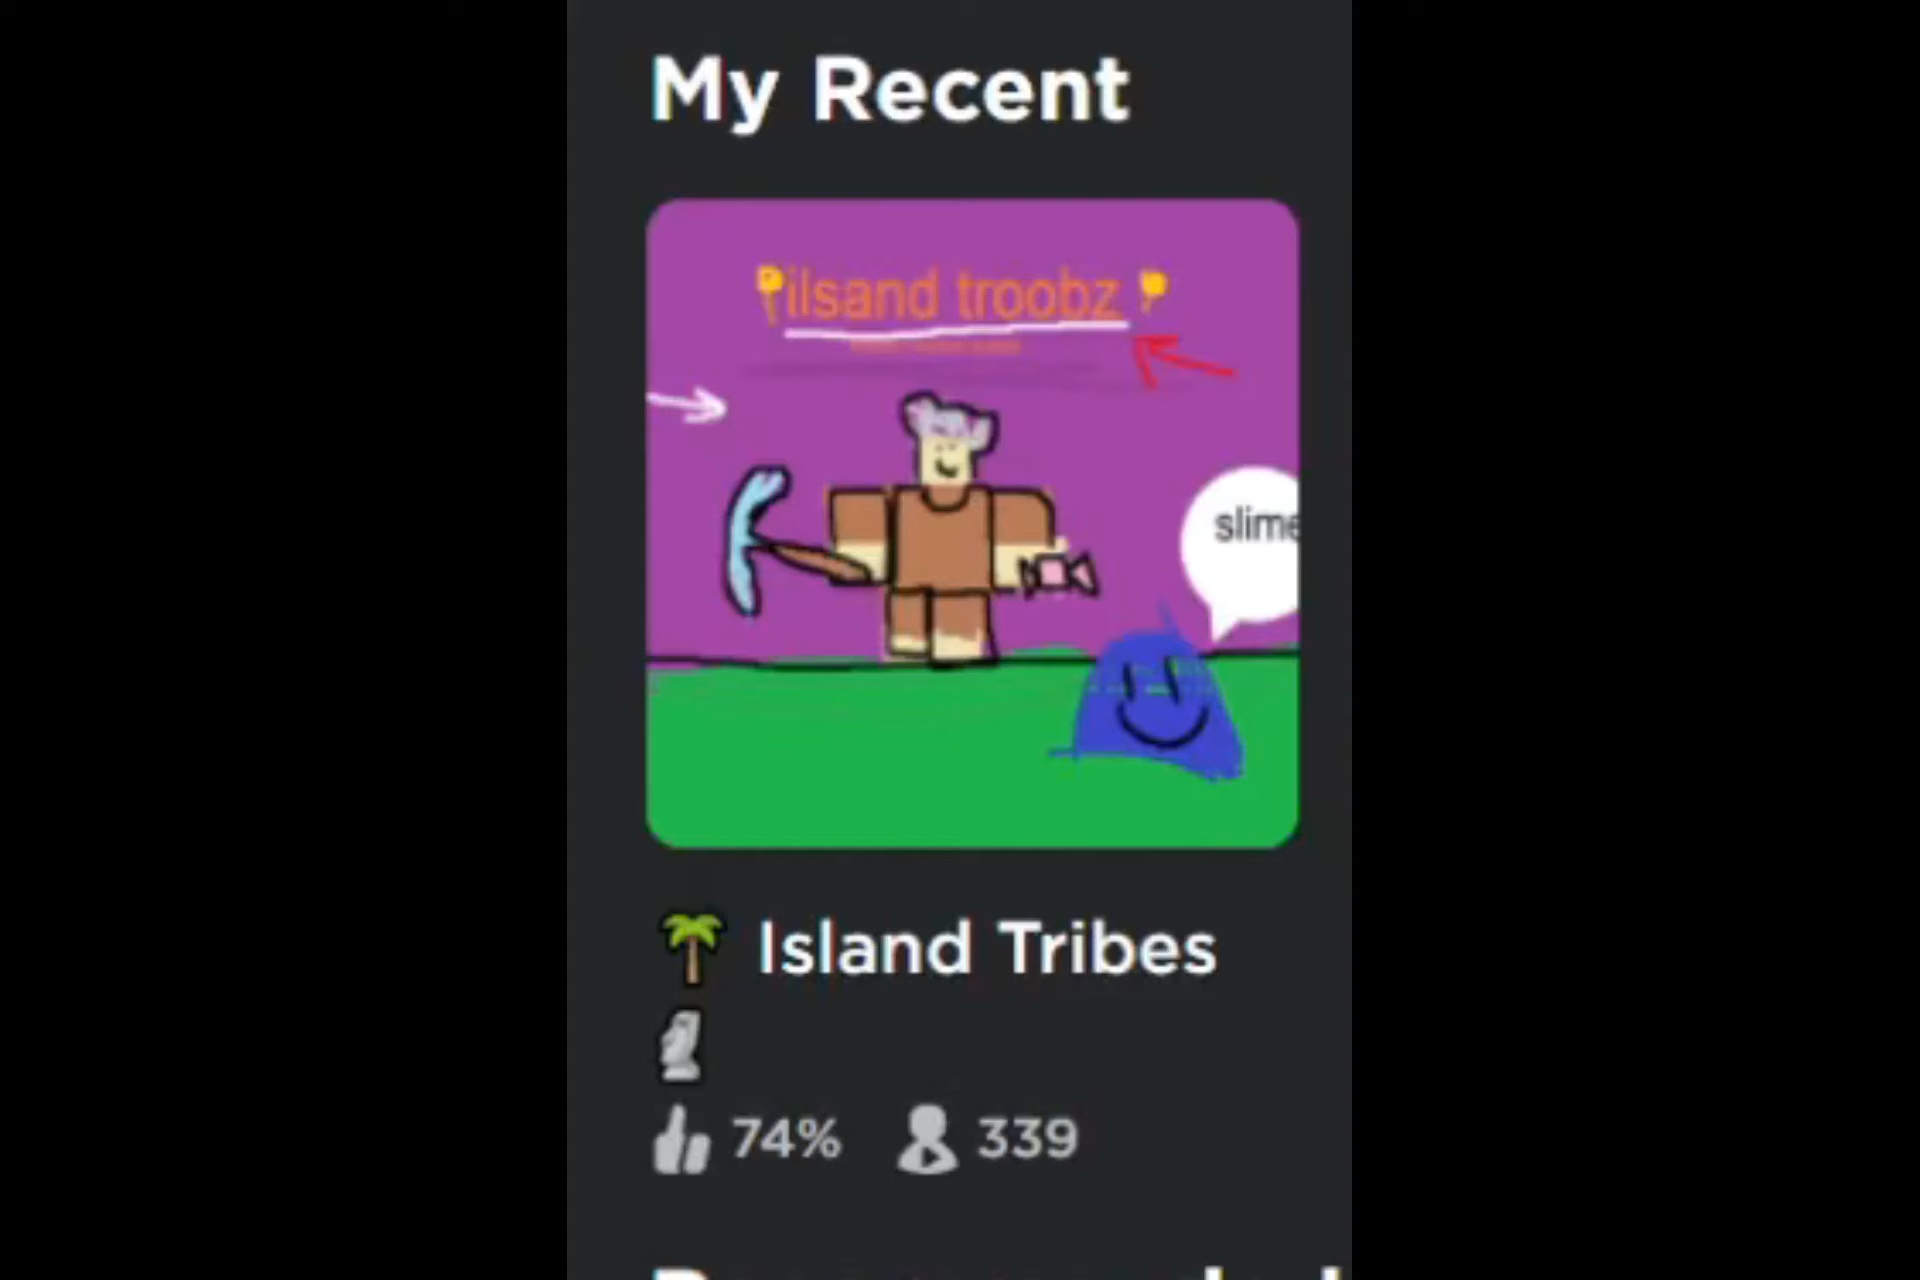 My Recent
ilsand troobz
slime
Island Tribes
74% 339